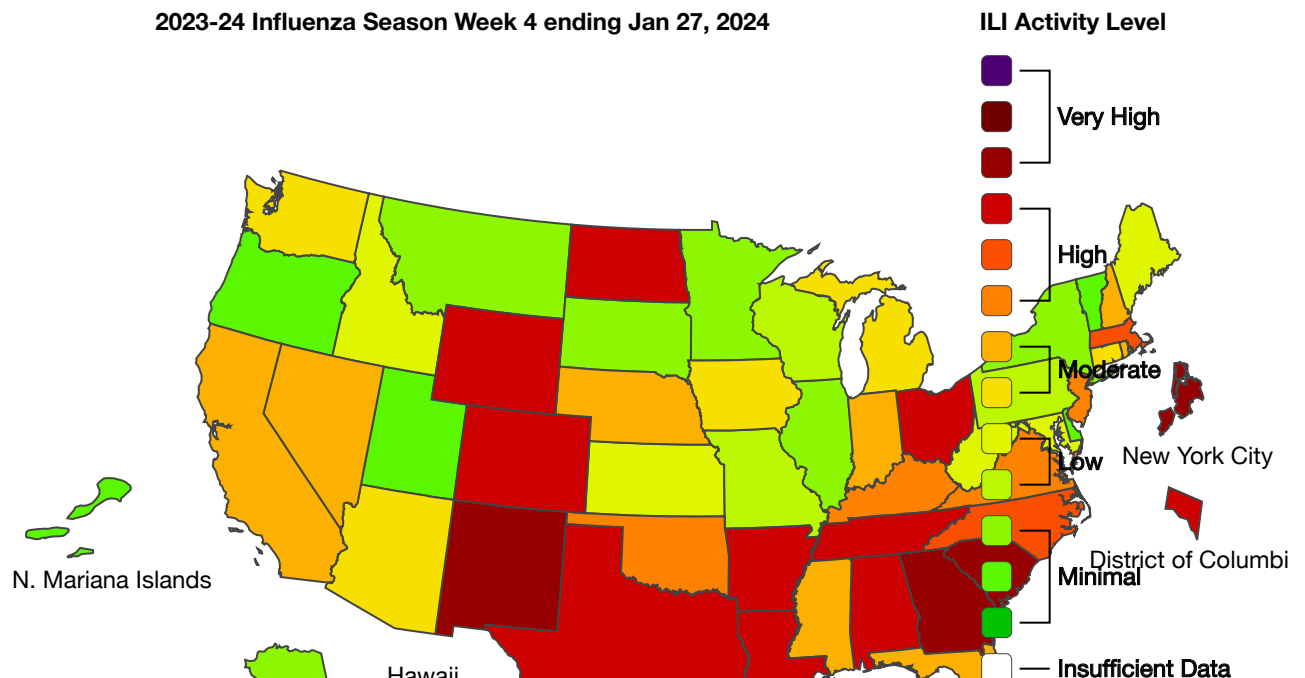 2023-24 Influenza Season Week 4 ending Jan 27, 2024
ILI Activity Level
Very High
High
Moderate
Low
New York City
District of Columbi
Minimal
N. Mariana Islands
Hawaii
Insufficient Data